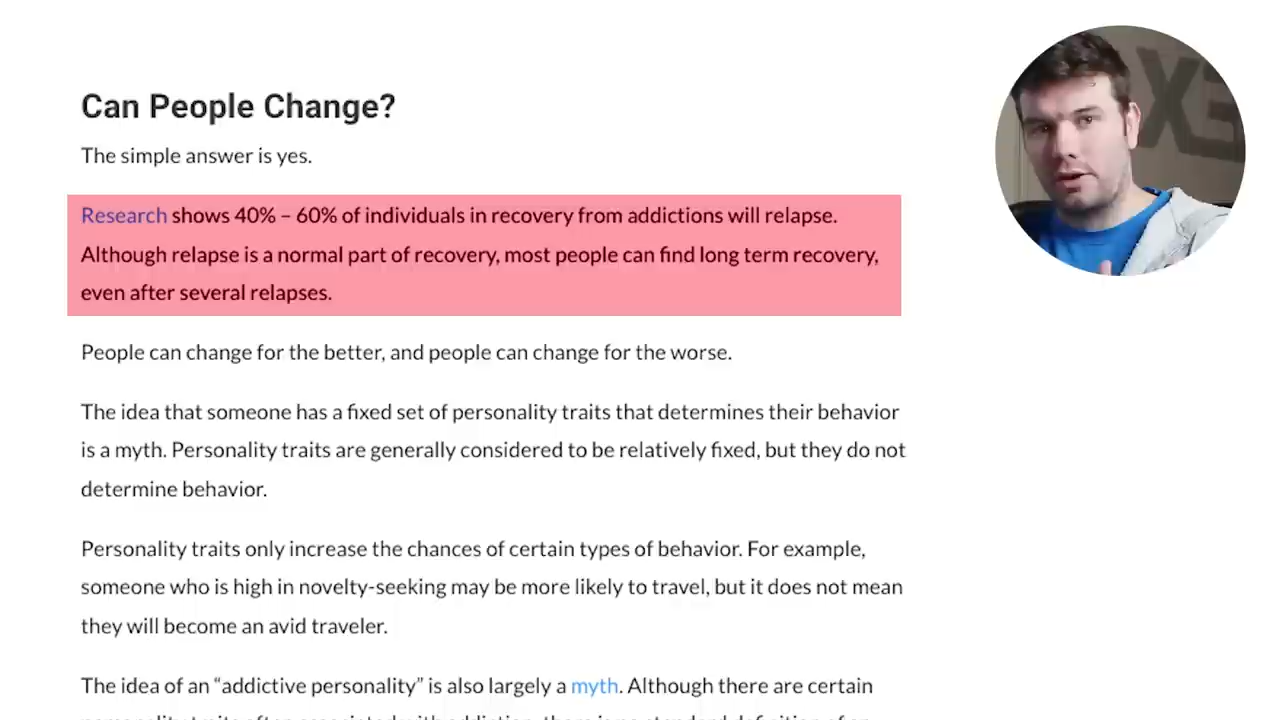 Can People Change?
The simple answer is yes.
Research shows 40% – 60% of individuals in recovery from addictions will relapse.
Although relapse is a normal part of recovery, most people can find long term recovery,
even after several relapses.
People can change for the better, and people can change for the worse.
The idea that someone has a fixed set of personality traits that determines their behavior
is a myth. Personality traits are generally considered to be relatively fixed, but they do not
determine behavior.
Personality traits only increase the chances of certain types of behavior. For example,
someone who is high in novelty-seeking may be more likely to travel, but it does not mean
they will become an avid traveler.
The idea of an “addictive personality” is also largely a myth. Although there are certain